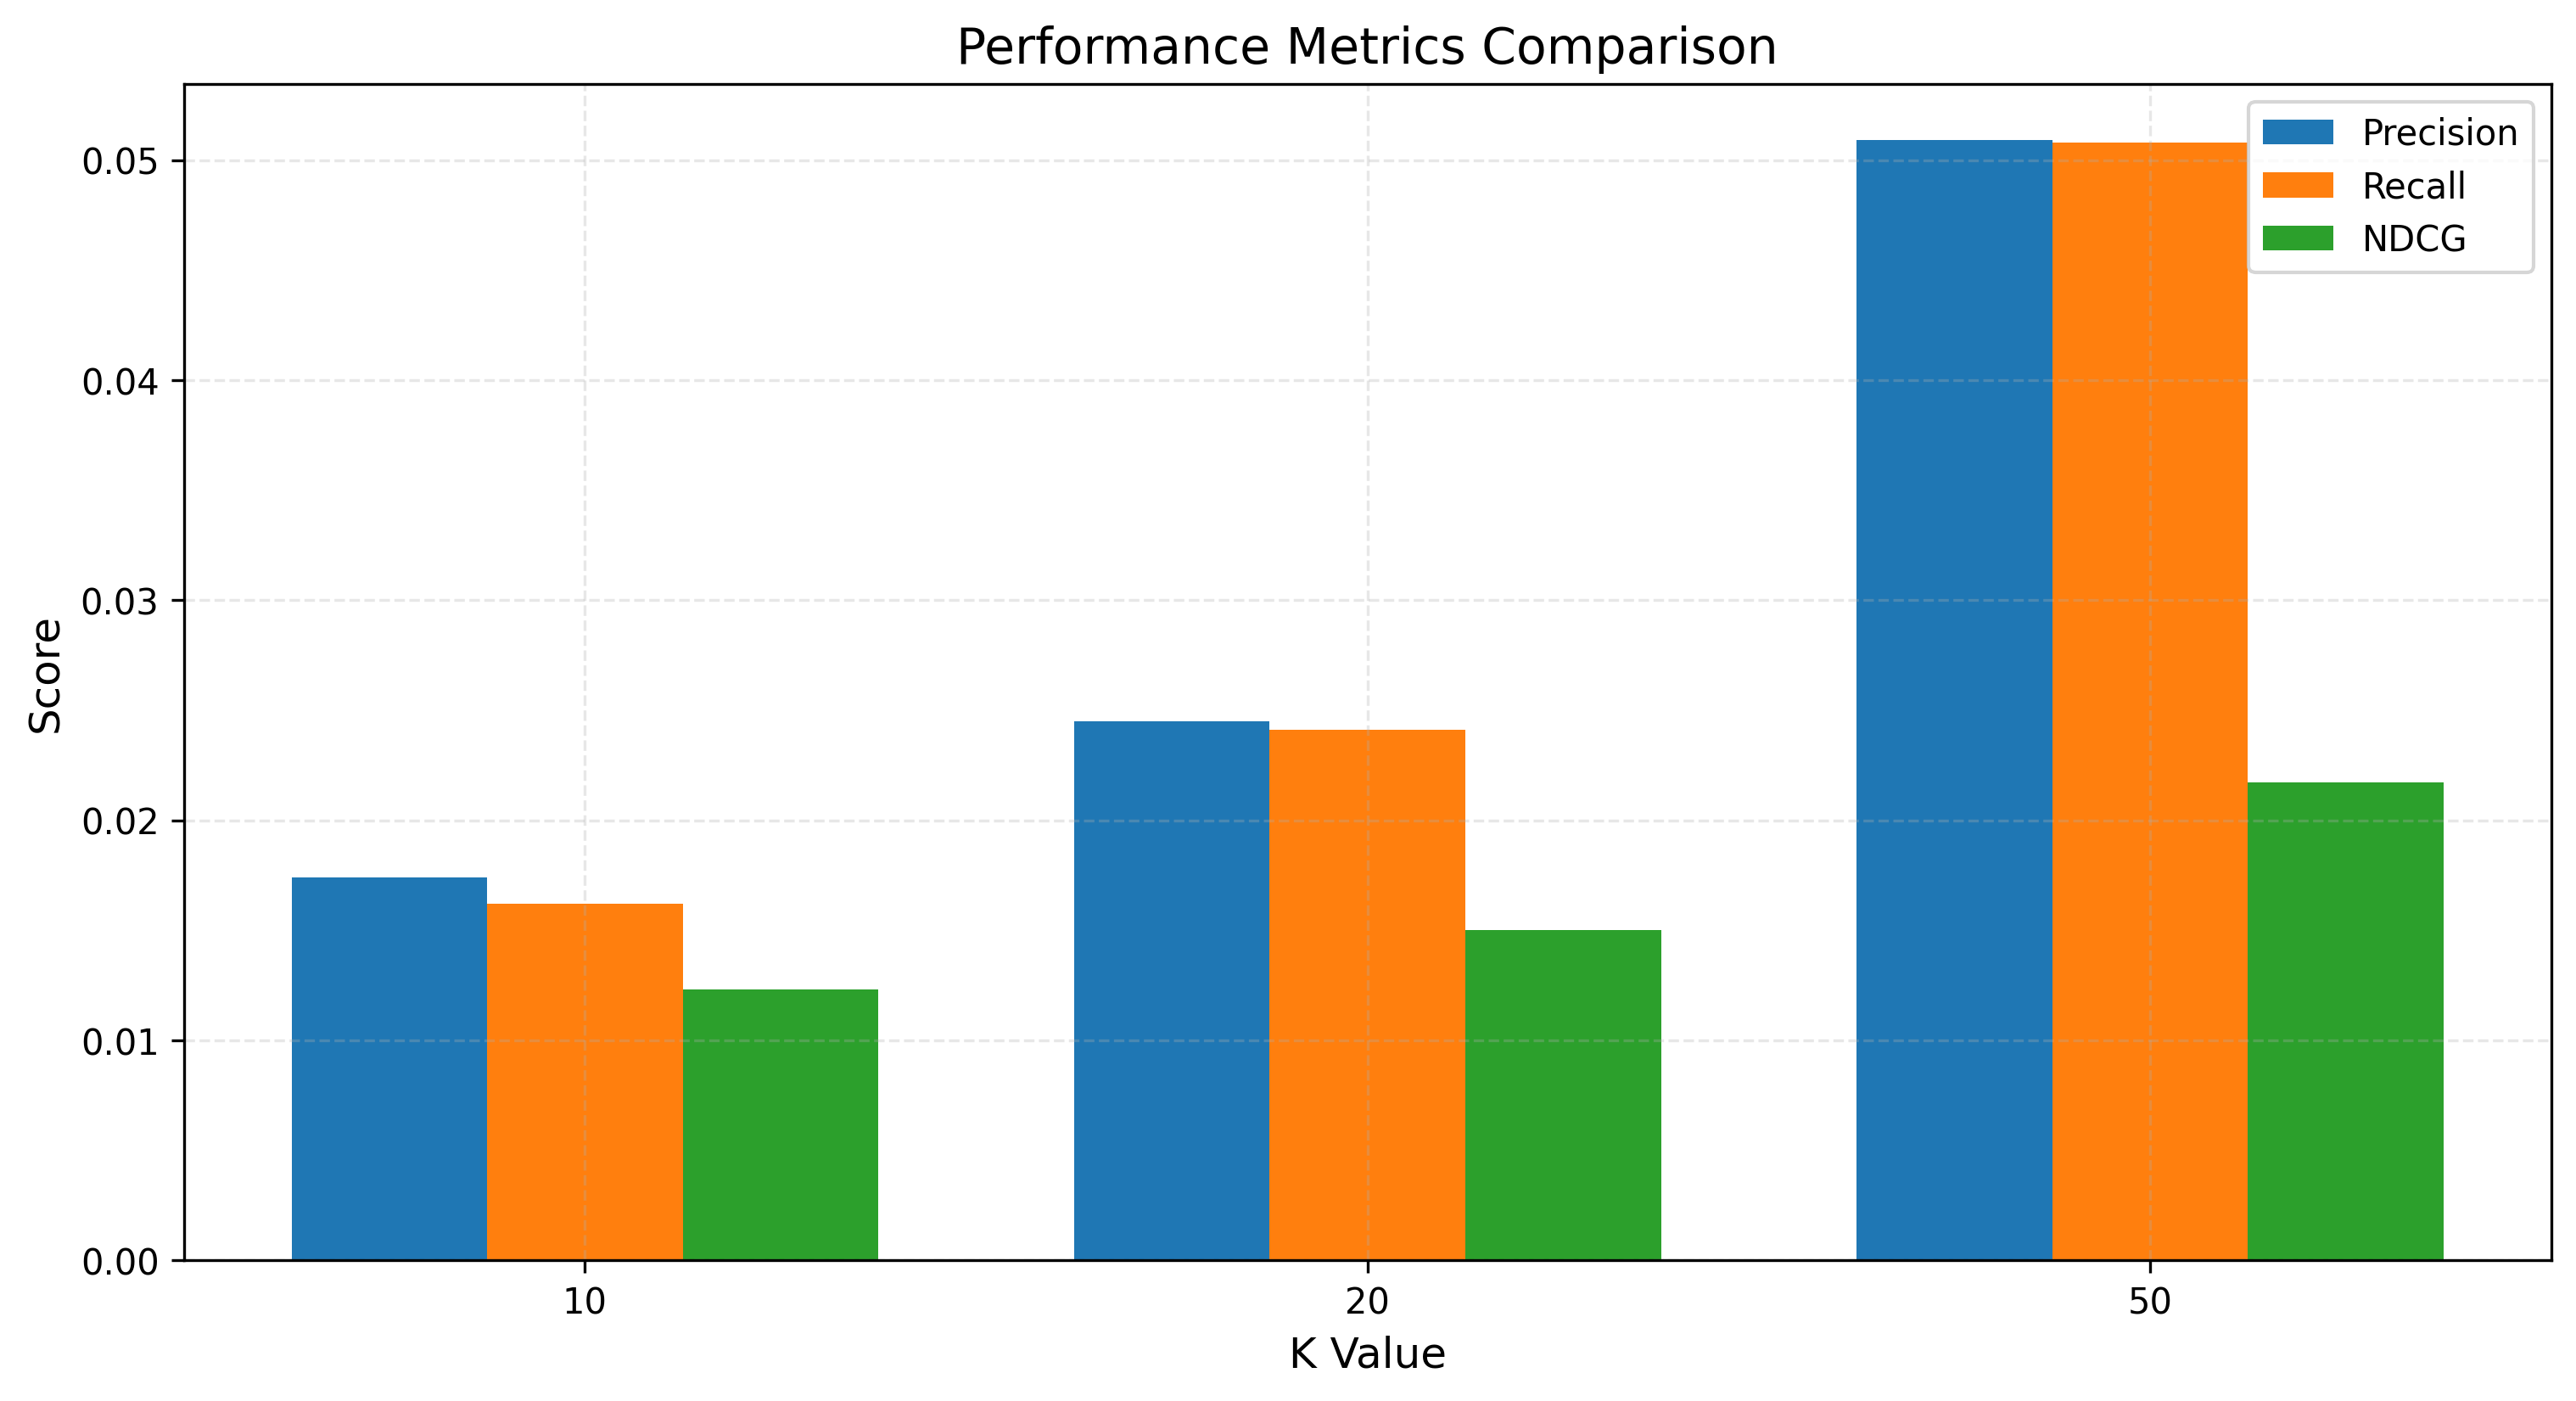 Performance Metrics Comparison
Precision
Recall
NDCG
0.05
0.04
0.03
0.02
0.01
0.00
Score
10
20
50
K Value